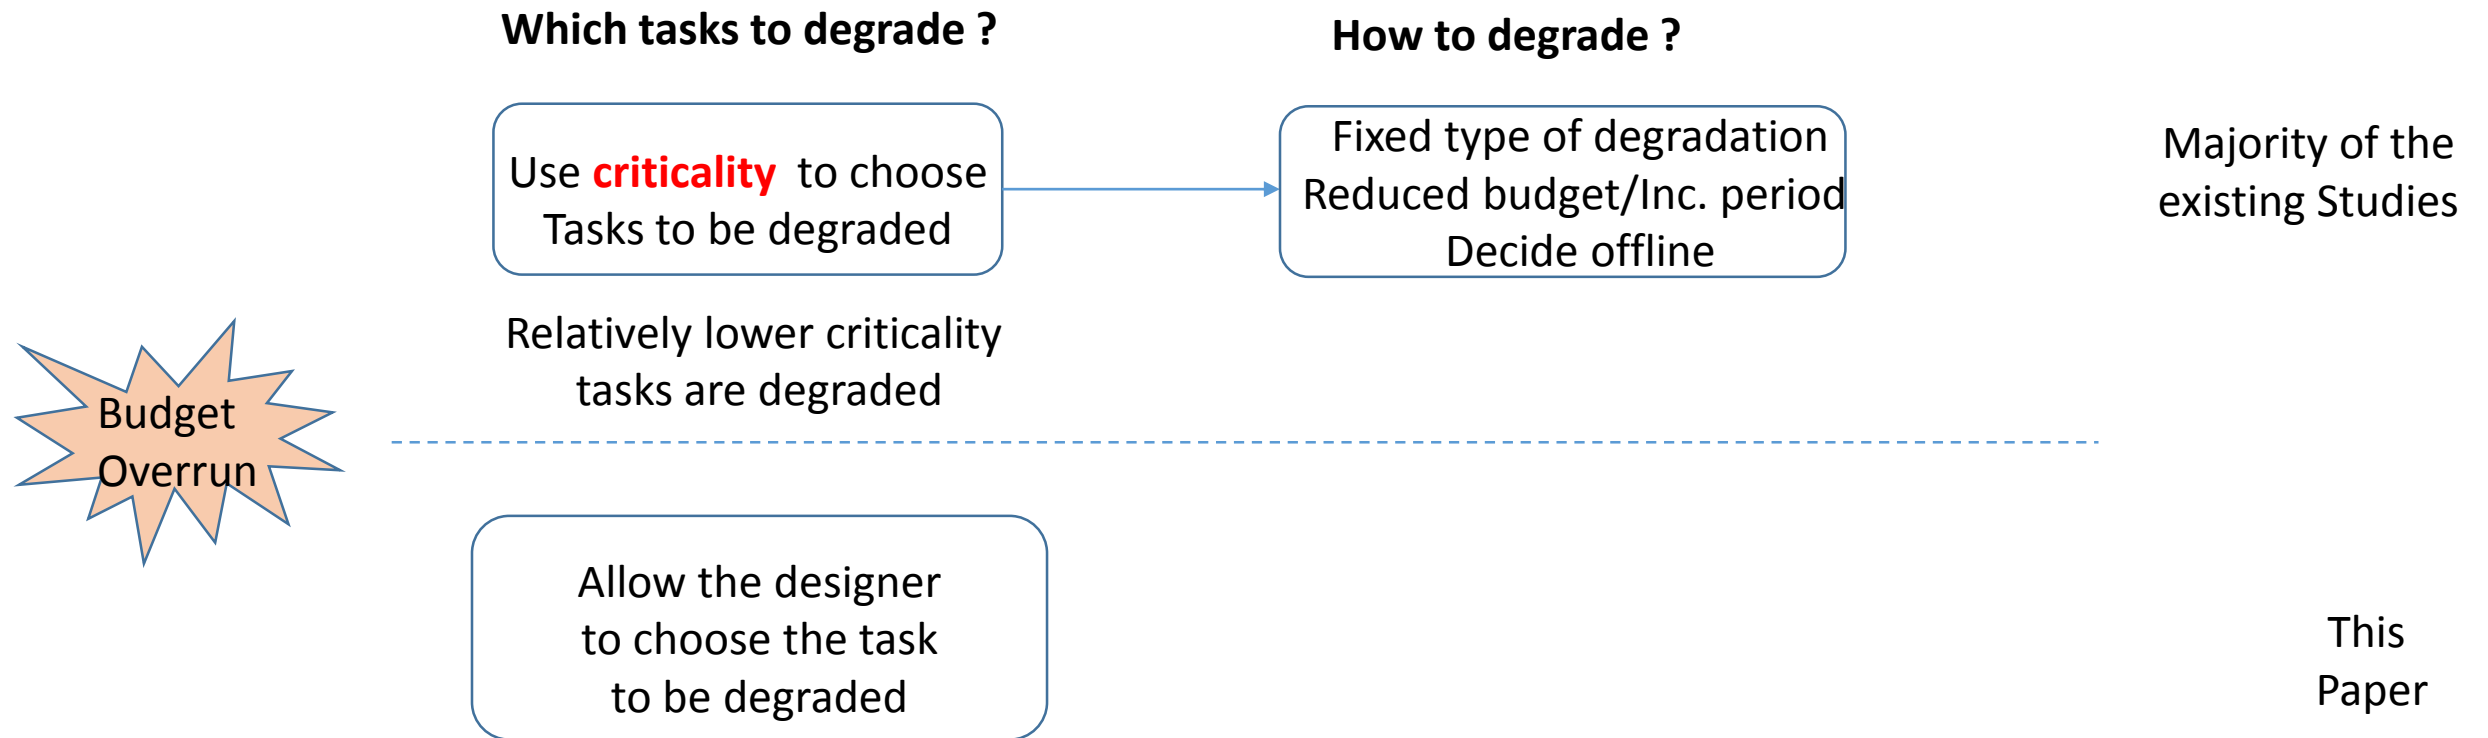 Which tasks to degrade ?
How to degrade ?
Use criticality to choose
Tasks to be degraded
Fixed type of degradation
Reduced budget/Inc. period
Decide offline
Majority of the
existing Studies
Relatively lower criticality
tasks are degraded
Budget
Overrun
Allow the designer
to choose the task
to be degraded
This
Paper